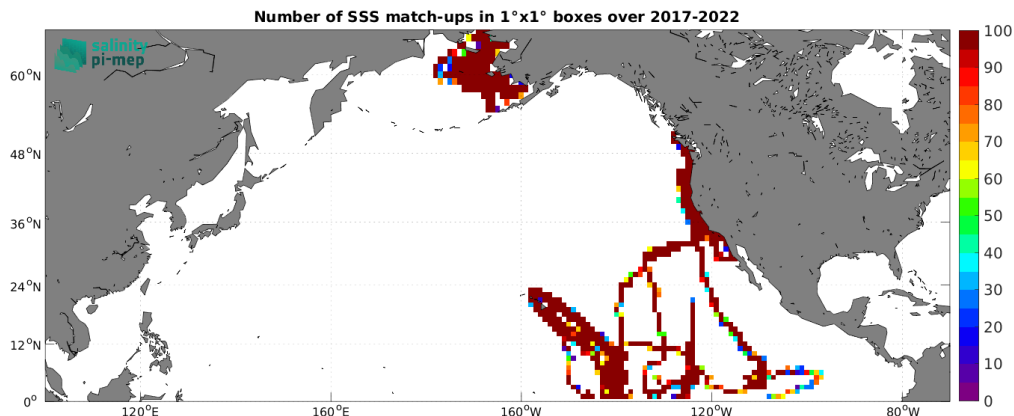 Number of SSS match-ups in 1°x1° boxes over 2017-2022
salinity
pi-mep
60°N
48°N
36°N
24°N
12°N
0°
120°E
160°E
160°W
120°W
80°W
100
90
80
70
60
50
40
30
20
10
0